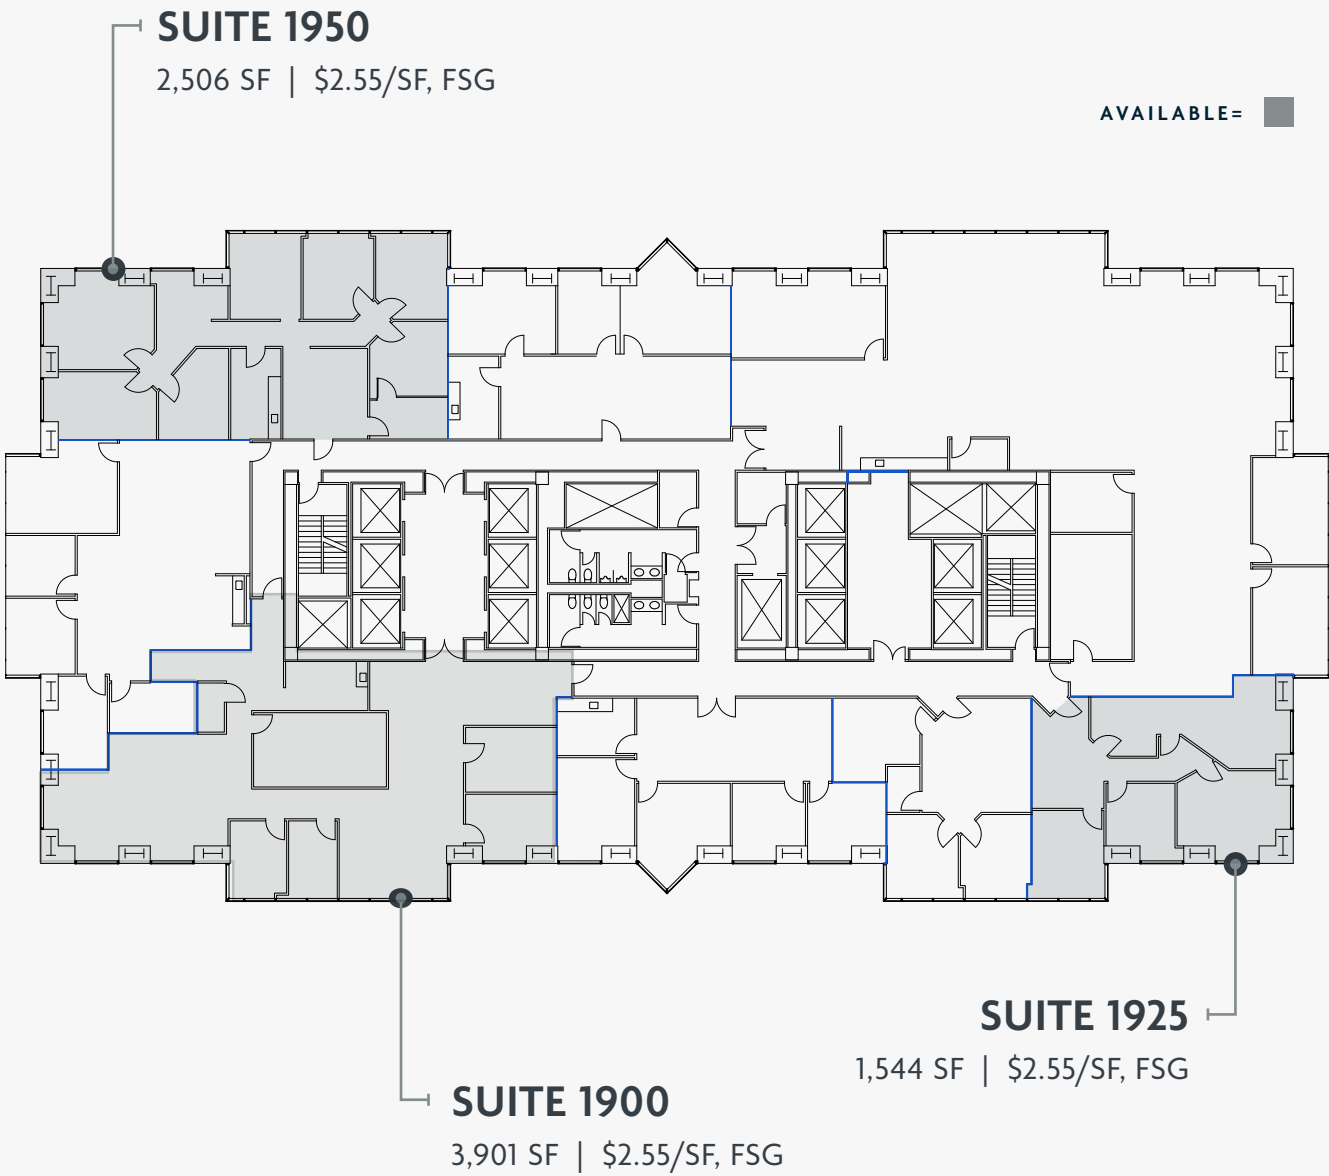 SUITE 1950
2,506 SF | $2.55/SF, FSG
AVAILABLE=
SUITE 1925
1,544 SF | $2.55/SF, FSG
SUITE 1900
3,901 SF | $2.55/SF, FSG